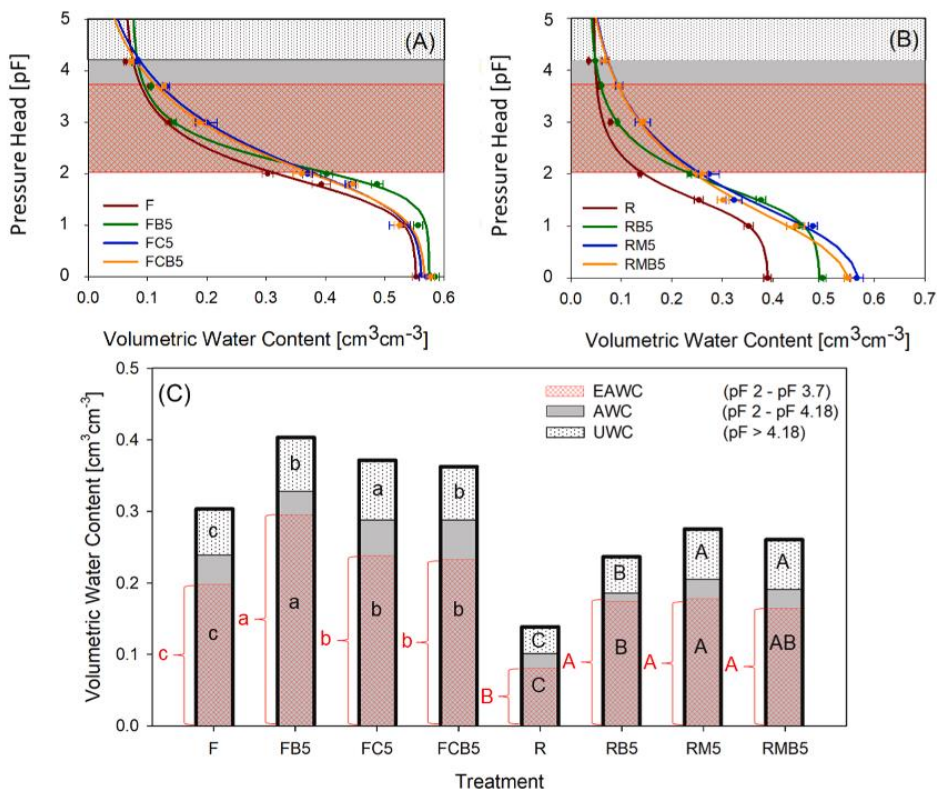 (A)
Pressure Head [pF]
5
4
3
2
1
0
F
FB5
FC5
FCB5
0.0 0.1 0.2 0.3 0.4 0.5 0.6
Volumetric Water Content [cm³cm⁻³]
(B)
Pressure Head [pF]
5
4
3
2
1
0
R
RB5
RM5
RMB5
0.0 0.1 0.2 0.3 0.4 0.5 0.6 0.7
Volumetric Water Content [cm³cm⁻³]
(C)
Volumetric Water Content [cm³cm⁻³]
0.5
0.4
0.3
0.2
0.1
0.0
EAWC (pF 2 - pF 3.7)
AWC (pF 2 - pF 4.18)
UWC (pF > 4.18)
c
c
c
b
a
a
a
b
b
b
b
b
C
C
B
B
B
A
A
A
A
A
AB
A
F FB5 FC5 FCB5 R RB5 RM5 RMB5
Treatment